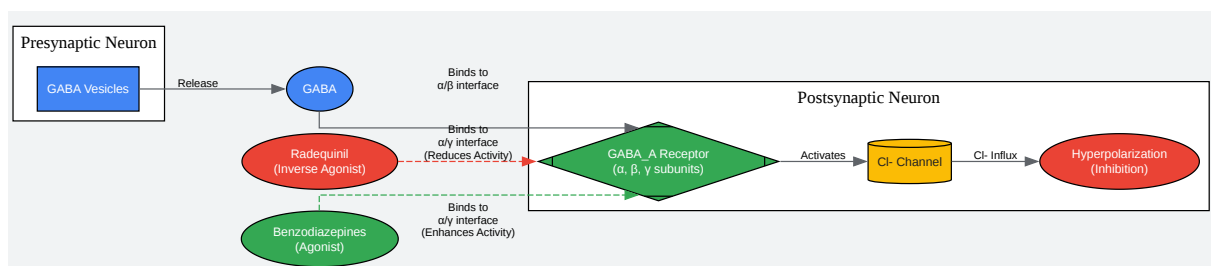 Presynaptic Neuron
GABA Vesicles
Release
GABA
Binds to
α/β interface
Postsynaptic Neuron
Radequinil
(Inverse Agonist)
Binds to
α/γ interface
(Reduces Activity)
GABA_A Receptor
(α, β, γ subunits)
Activates
Cl- Channel
Cl- Influx
Hyperpolarization
(Inhibition)
Benzodiazepines
(Agonist)
Binds to
α/γ interface
(Enhances Activity)